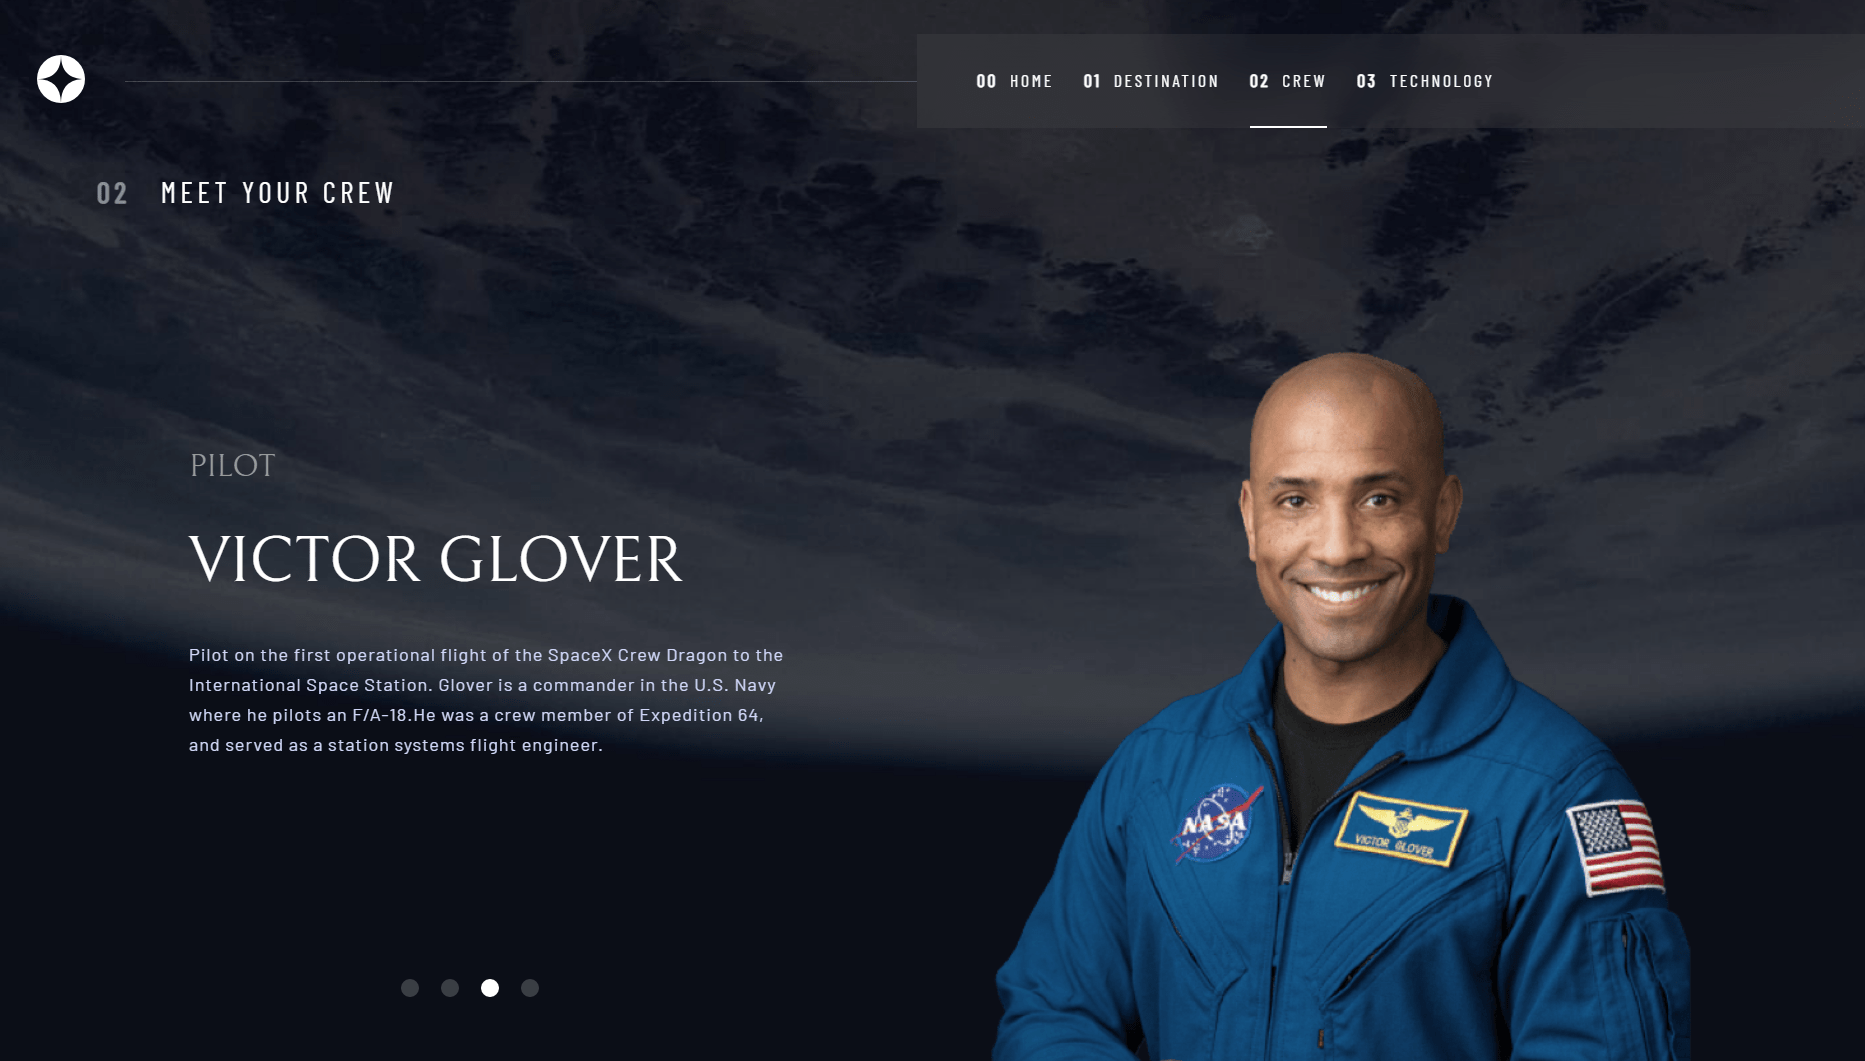 00 HOME 01 DESTINATION 02 CREW 03 TECHNOLOGY
02 MEET YOUR CREW
PILOT
VICTOR GLOVER
Pilot on the first operational flight of the SpaceX Crew Dragon to the
International Space Station. Glover is a commander in the U.S. Navy
where he pilots an F/A-18.He was a crew member of Expedition 64,
and served as a station systems flight engineer.
NASA
VICTOR GLOVER